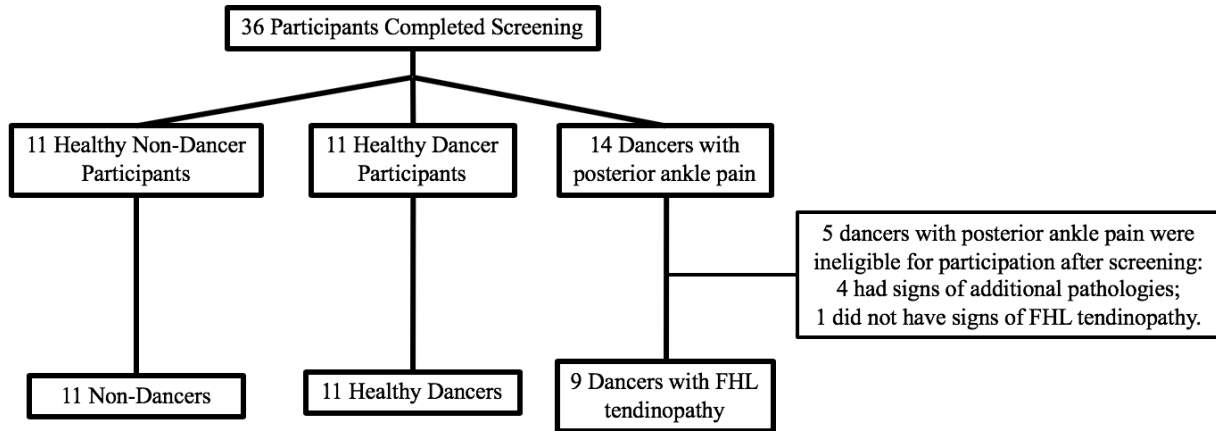 36 Participants Completed Screening
11 Healthy Non-Dancer
Participants
11 Healthy Dancer
Participants
14 Dancers with
posterior ankle pain
5 dancers with posterior ankle pain were
ineligible for participation after screening:
4 had signs of additional pathologies;
1 did not have signs of FHL tendinopathy.
11 Non-Dancers
11 Healthy Dancers
9 Dancers with FHL
tendinopathy